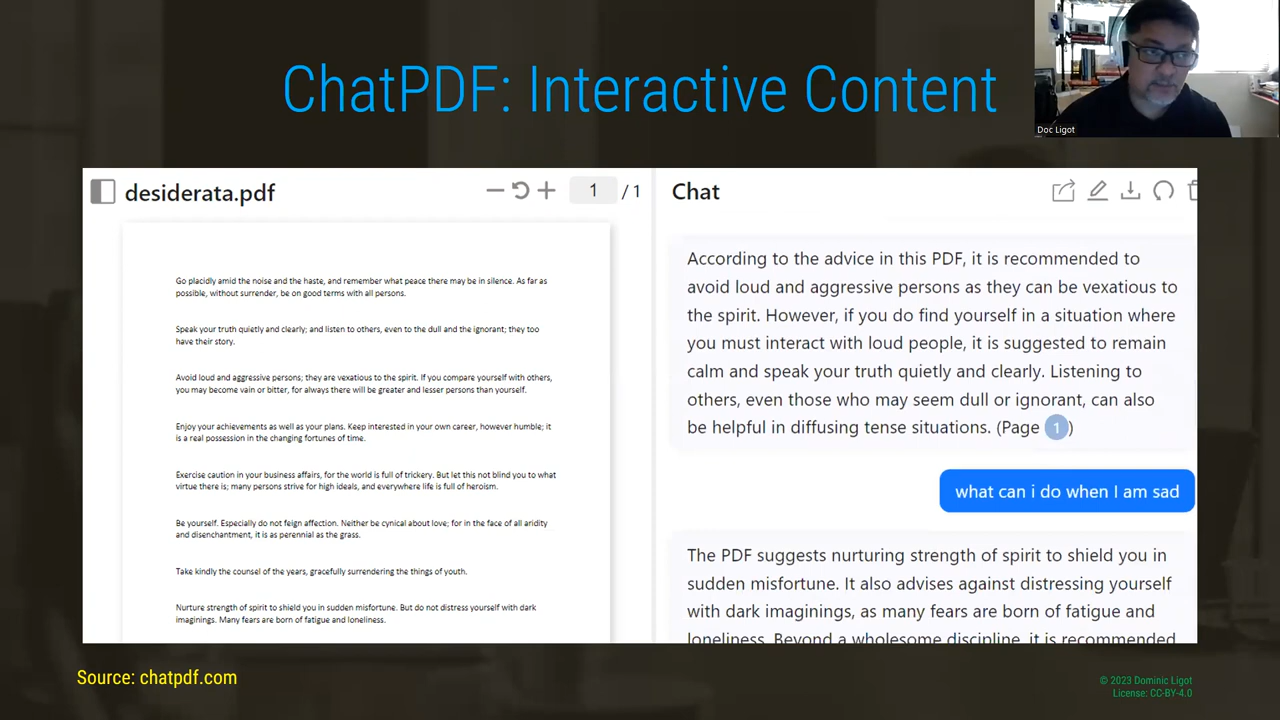 ChatPDF: Interactive Content
Doc Ligot
desiderata.pdf
1 / 1
Go placidly amid the noise and the haste, and remember what peace there may be in silence. As far as
possible, without surrender, be on good terms with all persons.
Speak your truth quietly and clearly; and listen to others, even to the dull and the ignorant; they too
have their story.
Avoid loud and aggressive persons; they are vexatious to the spirit. If you compare yourself with others,
you may become vain or bitter, for always there will be greater and lesser persons than yourself.
Enjoy your achievements as well as your plans. Keep interested in your own career, however humble; it
is a real possession in the changing fortunes of time.
Exercise caution in your business affairs, for the world is full of trickery. But let this not blind you to what
virtue there is; many persons strive for high ideals, and everywhere life is full of heroism.
Be yourself. Especially do not feign affection. Neither be cynical about love; for in the face of all aridity
and disenchantment, it is as perennial as the grass.
Take kindly the counsel of the years, gracefully surrendering the things of youth.
Nurture strength of spirit to shield you in sudden misfortune. But do not distress yourself with dark
imaginings. Many fears are born of fatigue and loneliness.
Chat
According to the advice in this PDF, it is recommended to
avoid loud and aggressive persons as they can be vexatious to
the spirit. However, if you do find yourself in a situation where
you must interact with loud people, it is suggested to remain
calm and speak your truth quietly and clearly. Listening to
others, even those who may seem dull or ignorant, can also
be helpful in diffusing tense situations. (Page 1)
what can i do when I am sad
The PDF suggests nurturing strength of spirit to shield you in
sudden misfortune. It also advises against distressing yourself
with dark imaginings, as many fears are born of fatigue and
loneliness. Beyond a wholesome discipline, it is recommended
Source: chatpdf.com
© 2023 Dominic Ligot
License: CC-BY-4.0